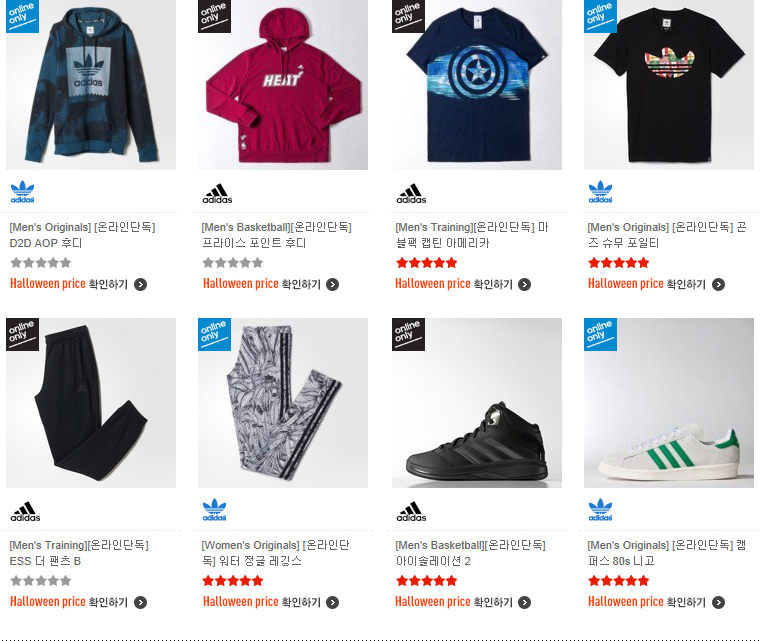 online
only
adidas
adidas
[Men's Originals] [온라인단독]
D2D AOP 후디
Halloween price 확인하기
online
only
HEAT
adidas
[Men's Basketball][온라인단독]
프라이스 포인트 후디
Halloween price 확인하기
online
only
adidas
[Men's Training][온라인단독] 마
블팩 캡틴 아메리카
Halloween price 확인하기
online
only
adidas
[Men's Originals] [온라인단독] 곤
즈 슈무 포일티
Halloween price 확인하기
online
only
adidas
[Men's Training][온라인단독]
ESS 더 팬츠 B
Halloween price 확인하기
online
only
adidas
[Women's Originals] [온라인단
독] 워터 정글 레깅스
Halloween price 확인하기
online
only
adidas
[Men's Basketball][온라인단독]
아이솔레이션 2
Halloween price 확인하기
online
only
adidas
[Men's Originals] [온라인단독] 캠
퍼스 80s 니고
Halloween price 확인하기